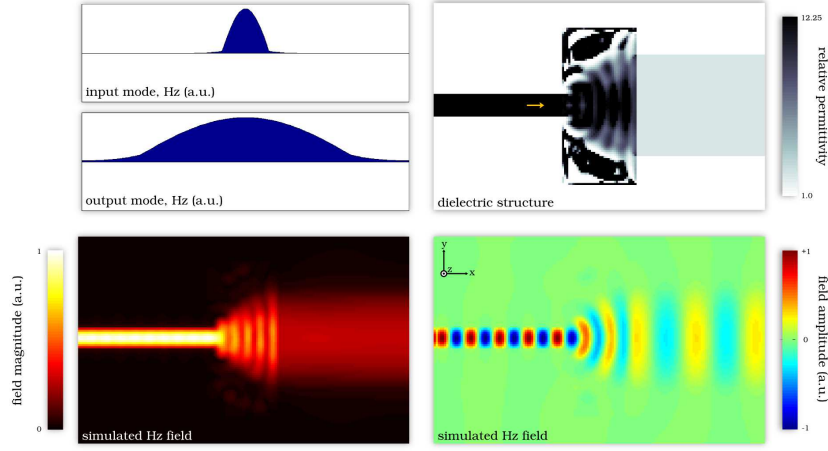 input mode, Hz (a.u.)
output mode, Hz (a.u.)
dielectric structure
12.25
relative permittivity
1.0
1
field magnitude (a.u.)
0
simulated Hz field
y
z
x
simulated Hz field
+1
0
field amplitude (a.u.)
-1